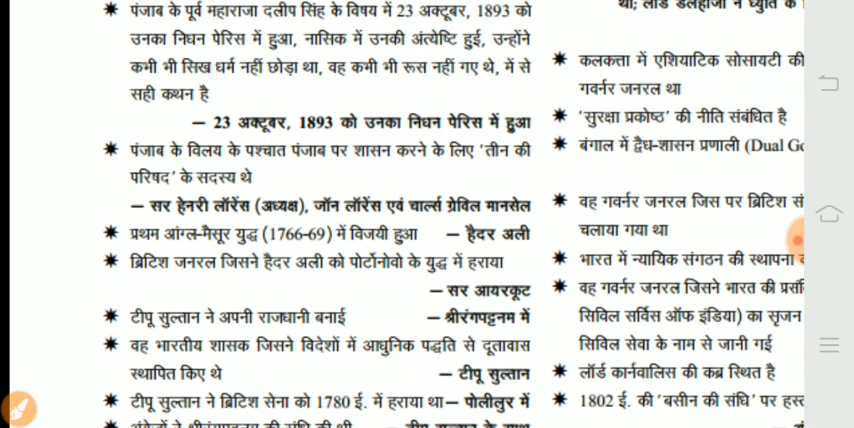 ✷ पंजाब के पूर्व महाराजा दलीप सिंह के विषय में 23 अक्टूबर, 1893 को
उनका निधन पेरिस में हुआ, नासिक में उनकी अंत्येष्टि हुई, उन्होंने
कभी भी सिख धर्म नहीं छोड़ा था, वह कभी भी रूस नहीं गए थे, में से
सही कथन है
– 23 अक्टूबर, 1893 को उनका निधन पेरिस में हुआ
✷ पंजाब के विलय के पश्चात पंजाब पर शासन करने के लिए 'तीन की
परिषद' के सदस्य थे
– सर हेनरी लॉरेंस (अध्यक्ष), जॉन लॉरेंस एवं चार्ल्स ग्रेविल मानसेल
✷ प्रथम आंग्ल-मैसूर युद्ध (1766-69) में विजयी हुआ – हैदर अली
✷ ब्रिटिश जनरल जिसने हैदर अली को पोर्टोनोवो के युद्ध में हराया
– सर आयरकूट
✷ टीपू सुल्तान ने अपनी राजधानी बनाई – श्रीरंगपट्टनम में
✷ वह भारतीय शासक जिसने विदेशों में आधुनिक पद्धति से दूतावास
स्थापित किए थे – टीपू सुल्तान
✷ टीपू सुल्तान ने ब्रिटिश सेना को 1780 ई. में हराया था– पोलीलुर में
✷ कलकत्ता में एशियाटिक सोसायटी की
गवर्नर जनरल था
✷ 'सुरक्षा प्रकोष्ठ' की नीति संबंधित है
✷ बंगाल में द्वैध-शासन प्रणाली (Dual
✷ वह गवर्नर जनरल जिस पर ब्रिटिश
चलाया गया था
✷ भारत में न्यायिक संगठन की स्थापना
✷ वह गवर्नर जनरल जिसने भारत की
सिविल सर्विस ऑफ इंडिया) का सृजन
सिविल सेवा के नाम से जानी गई
✷ लॉर्ड कार्नवालिस की कब्र स्थित है
✷ 1802 ई. की 'बसीन की संधि' पर